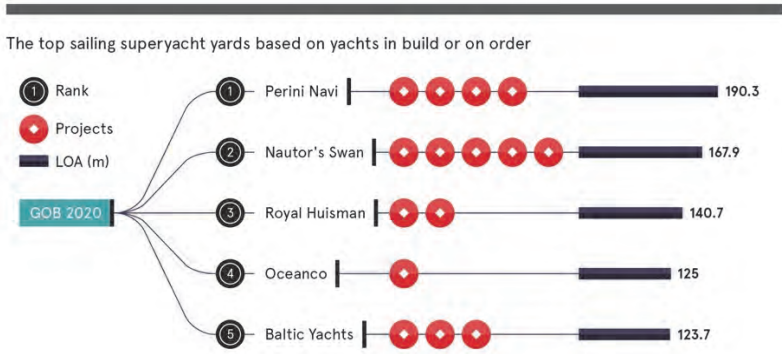 The top sailing superyacht yards based on yachts in build or on order
1 Rank
Projects
LOA (m)
GOB 2020
1 Perini Navi 190.3
2 Nautor's Swan 167.9
3 Royal Huisman 140.7
4 Oceanco 125
5 Baltic Yachts 123.7